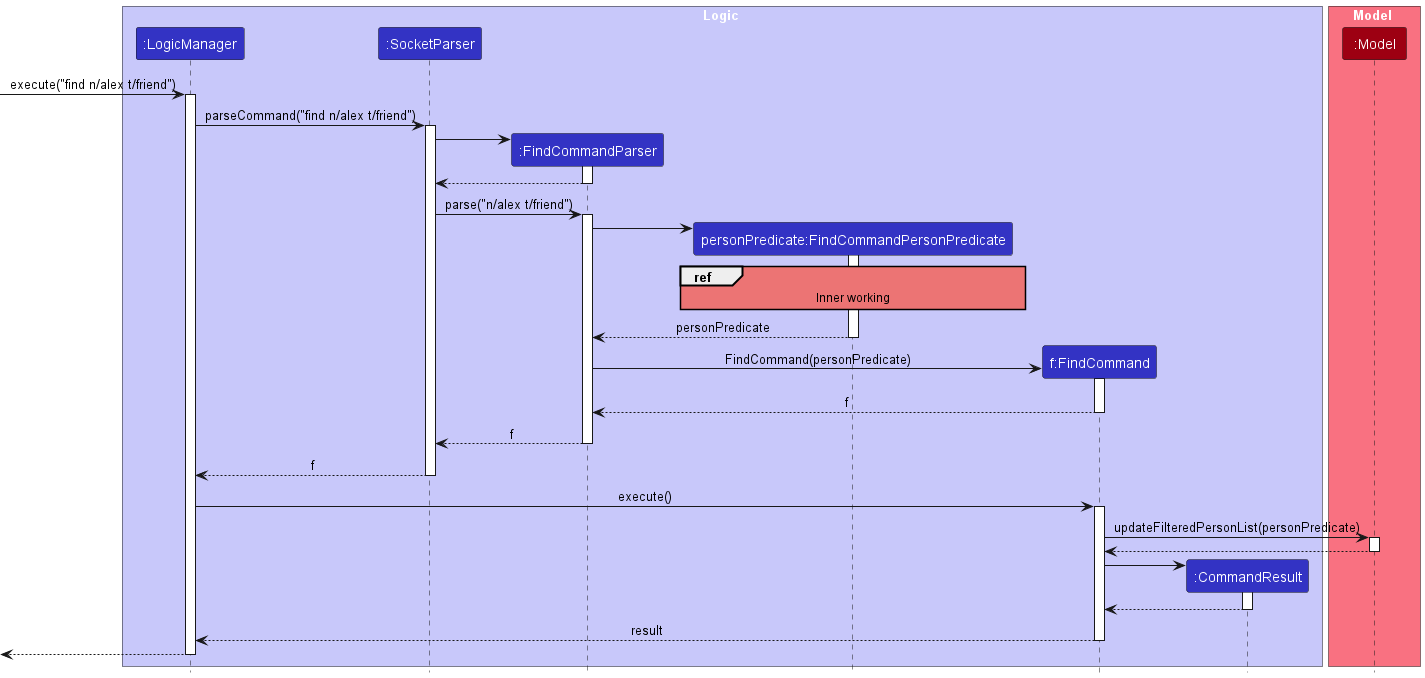 Logic
Model
:LogicManager
:SocketParser
:Model
execute("find n/alex t/friend")
parseCommand("find n/alex t/friend")
:FindCommandParser
parse("n/alex t/friend")
personPredicate:FindCommandPersonPredicate
ref
Inner working
personPredicate
FindCommand(personPredicate)
f:FindCommand
f
f
f
execute()
updateFilteredPersonList(personPredicate)
:CommandResult
result